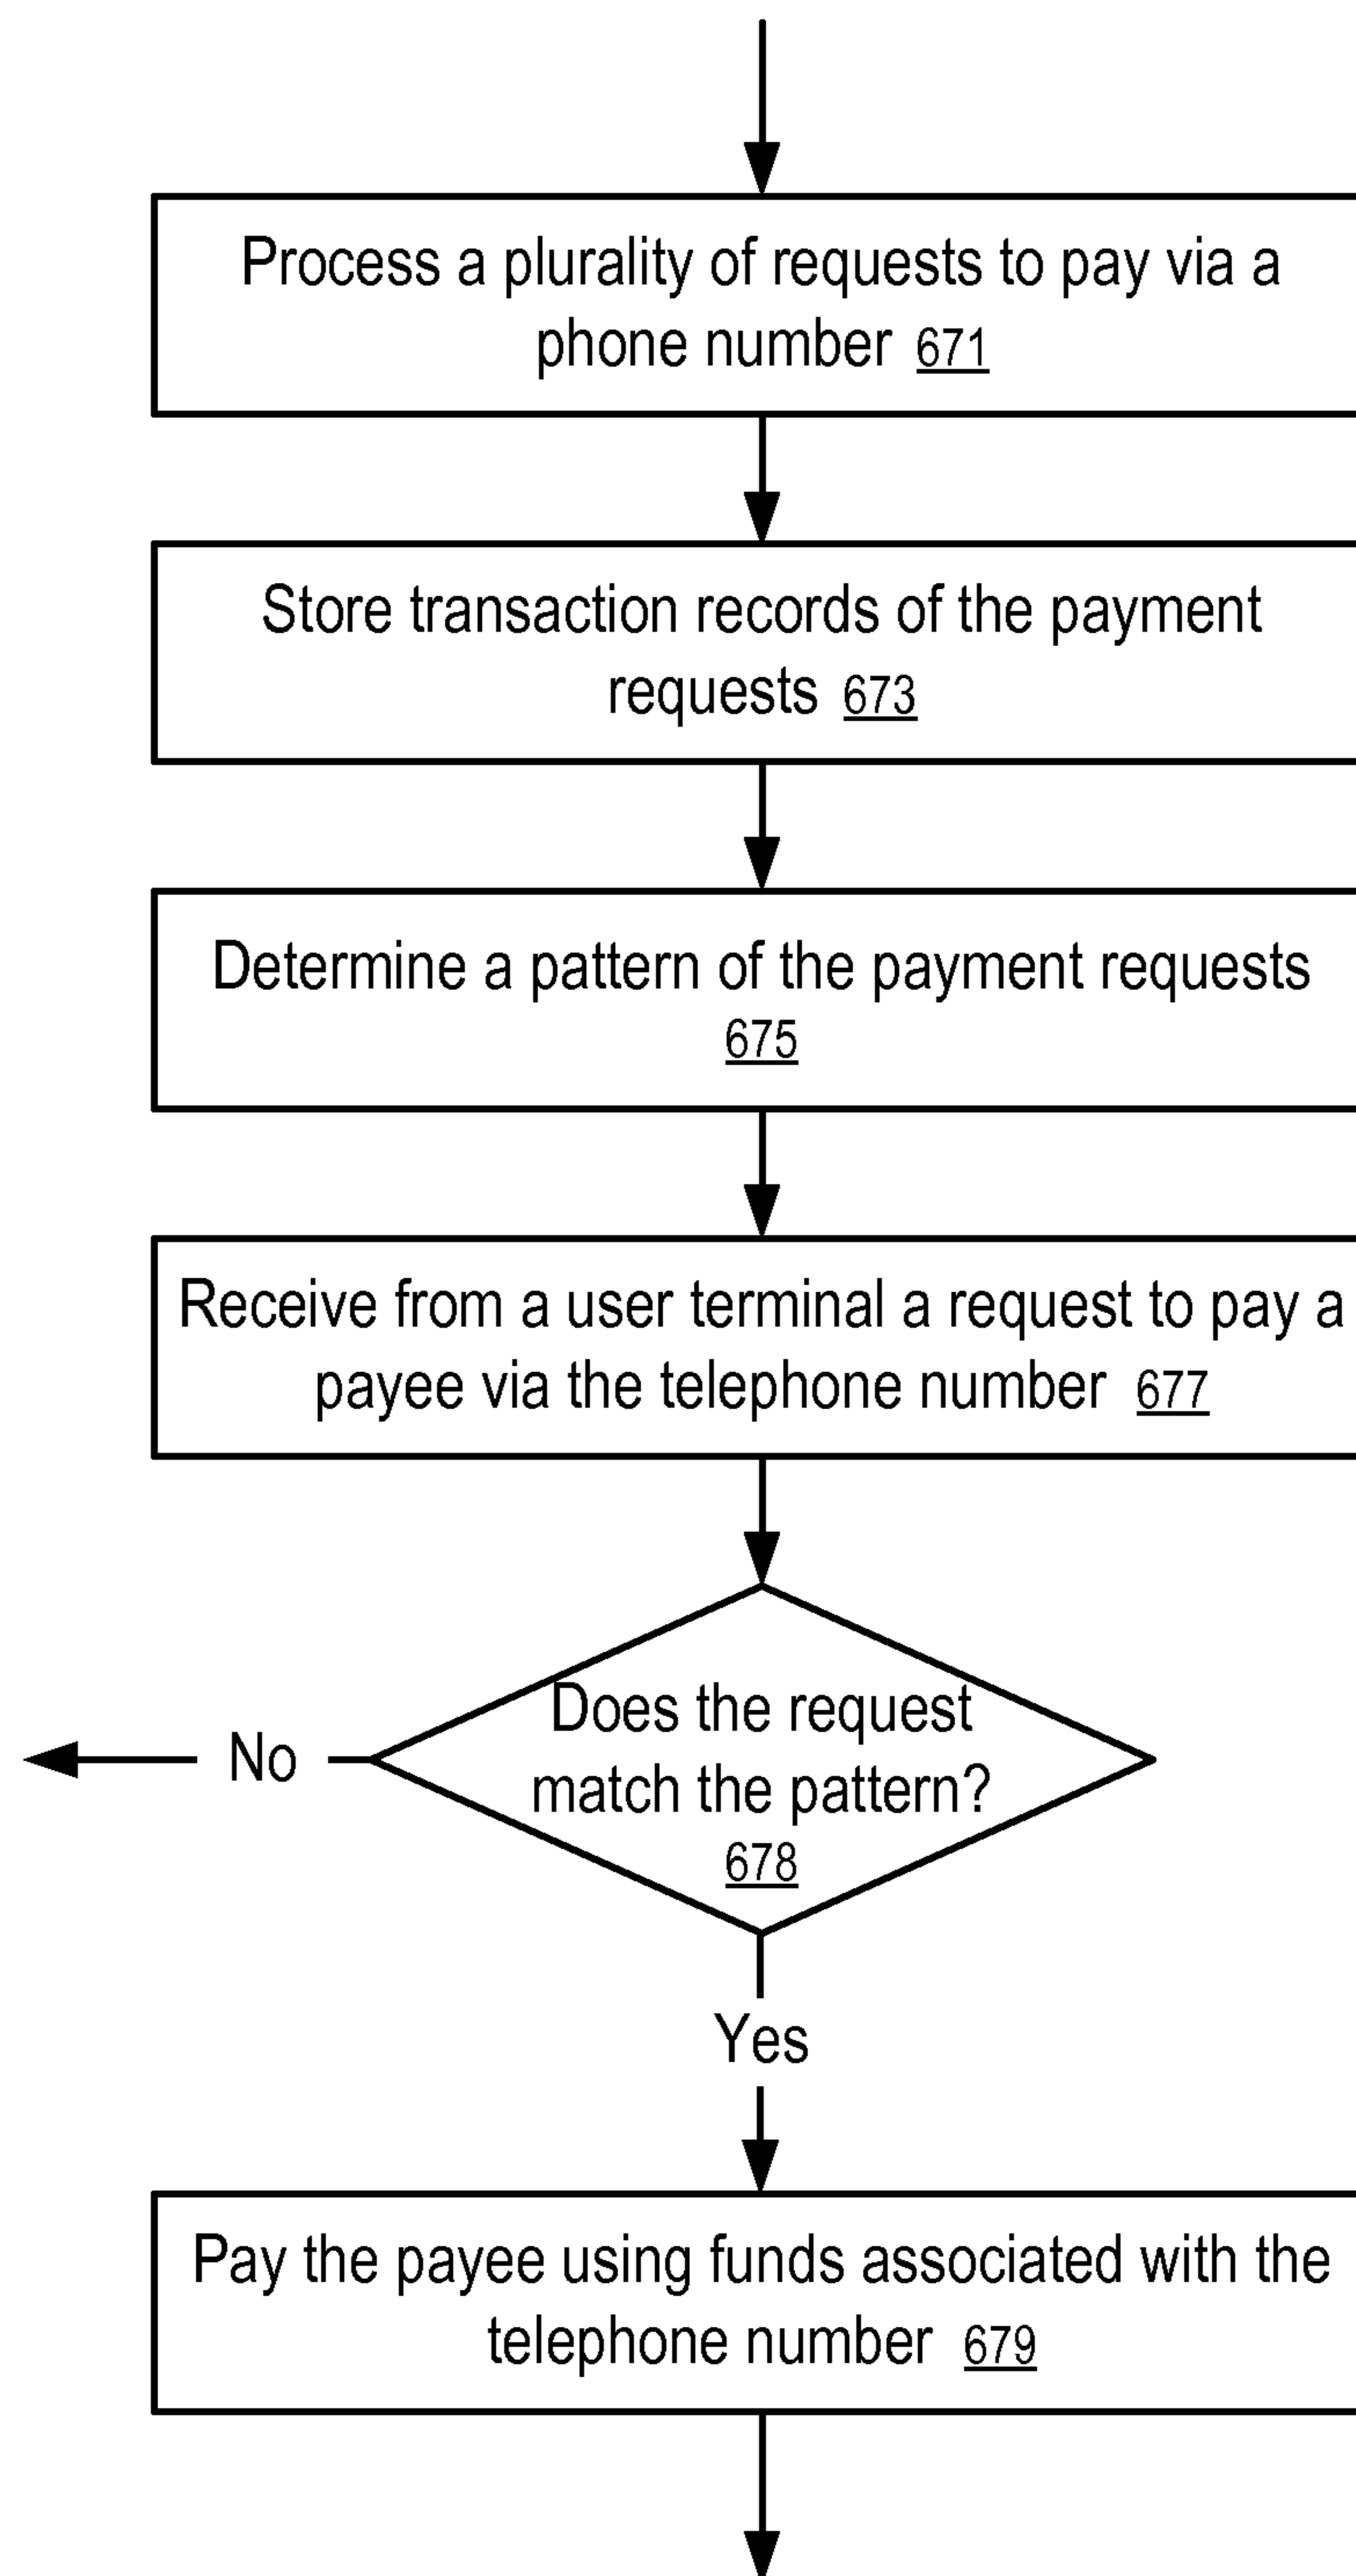 Process a plurality of requests to pay via a
phone number 671
Store transaction records of the payment
requests 673
Determine a pattern of the payment requests
675
Receive from a user terminal a request to pay a
payee via the telephone number 677
Does the request
match the pattern?
678
No
Yes
Pay the payee using funds associated with the
telephone number 679